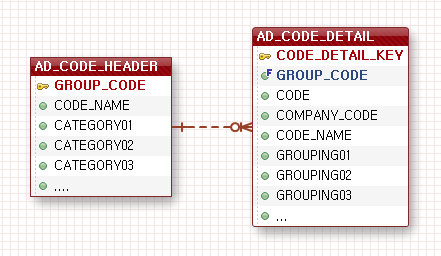 AD_CODE_HEADER
GROUP_CODE
CODE_NAME
CATEGORY01
CATEGORY02
CATEGORY03
....
AD_CODE_DETAIL
CODE_DETAIL_KEY
F GROUP_CODE
CODE
COMPANY_CODE
CODE_NAME
GROUPING01
GROUPING02
GROUPING03
...